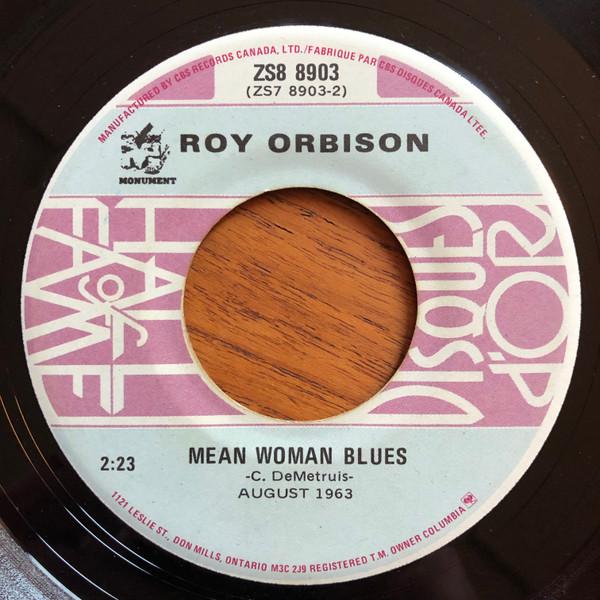 MANUFACTURED BY CBS RECORDS CANADA, LTD./FABRIQUE PAR CBS DISQUES CANADA LTEE.
ZS8 8903
(ZS7 8903-2)
ROY ORBISON
MONUMENT
HALL
of
FAME
DISQUES
d'OR
2:23
MEAN WOMAN BLUES
-C. DeMetruis-
AUGUST 1963
1121 LESLIE ST., DON MILLS, ONTARIO M3C 2J9 REGISTERED T.M. OWNER COLUMBIA